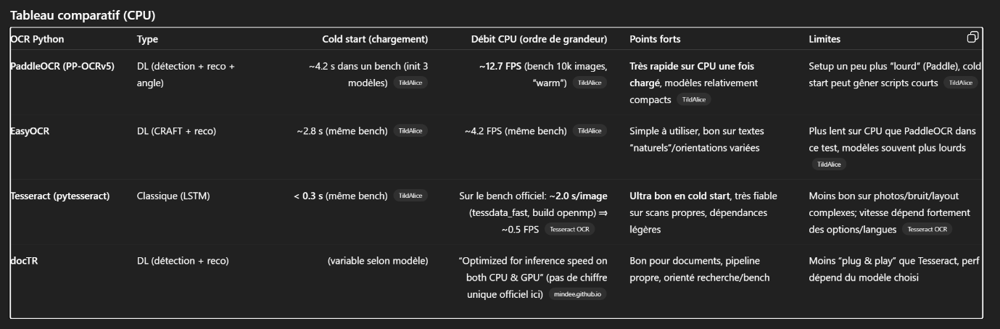 Tableau comparatif (CPU)
OCR Python Type Cold start (chargement) Débit CPU (ordre de grandeur) Points forts Limites
PaddleOCR (PP-OCRv5) DL (détection + reco + ~4.2 s dans un bench (init 3 ~12.7 FPS (bench 10k images, Très rapide sur CPU une fois Setup un peu plus “lourd” (Paddle), cold
angle) modèles) TildAlice “warm”) TildAlice chargé, modèles relativement start peut gêner scripts courts TildAlice
compacts TildAlice
EasyOCR DL (CRAFT + reco) ~2.8 s (même bench) TildAlice ~4.2 FPS (même bench) TildAlice Simple à utiliser, bon sur textes Plus lent sur CPU que PaddleOCR dans
“naturels”/orientations variées ce test, modèles souvent plus lourds
TildAlice
Tesseract (pytesseract) Classique (LSTM) < 0.3 s (même bench) TildAlice Sur le bench officiel: ~2.0 s/image Ultra bon en cold start, très fiable Moins bon sur photos/bruit/layout
(tessdata_fast, build openmp) ⇒ sur scans propres, dépendances complexes; vitesse dépend fortement
~0.5 FPS Tesseract OCR légères des options/langues Tesseract OCR
docTR DL (détection + reco) (variable selon modèle) “Optimized for inference speed on Bon pour documents, pipeline Moins “plug & play” que Tesseract, perf
both CPU & GPU” (pas de chiffre propre, orienté recherche/bench dépend du modèle choisi
unique officiel ici) mindee.github.io